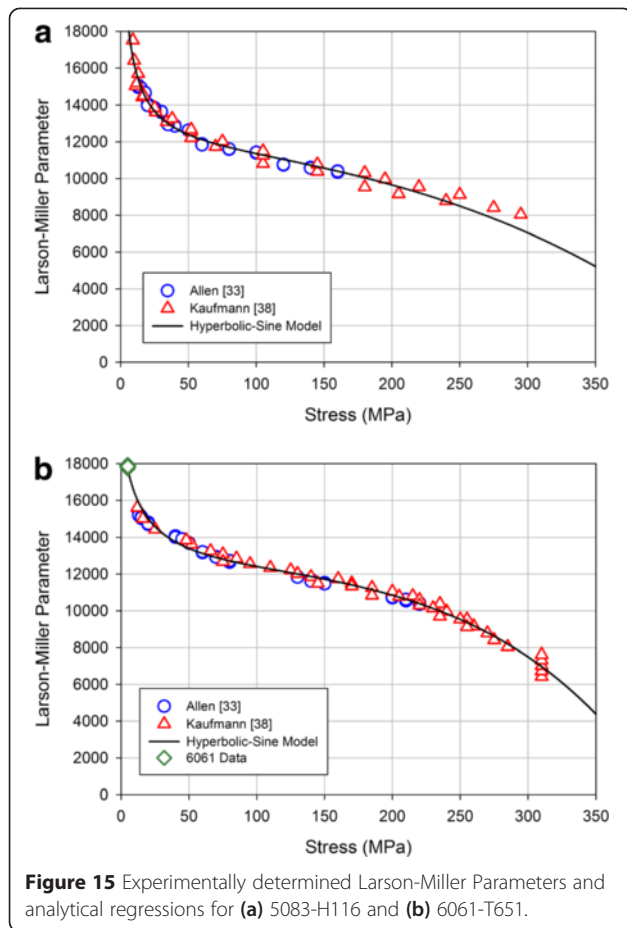 a
18000
16000
14000
12000
10000
8000
6000
4000
2000
0
Larson-Miller Parameter
Allen [33]
Kaufmann [38]
Hyperbolic-Sine Model
0 50 100 150 200 250 300 350
Stress (MPa)
b
18000
16000
14000
12000
10000
8000
6000
4000
2000
0
Larson-Miller Parameter
Allen [33]
Kaufmann [38]
Hyperbolic-Sine Model
6061 Data
0 50 100 150 200 250 300 350
Stress (MPa)
Figure 15 Experimentally determined Larson-Miller Parameters and
analytical regressions for (a) 5083-H116 and (b) 6061-T651.